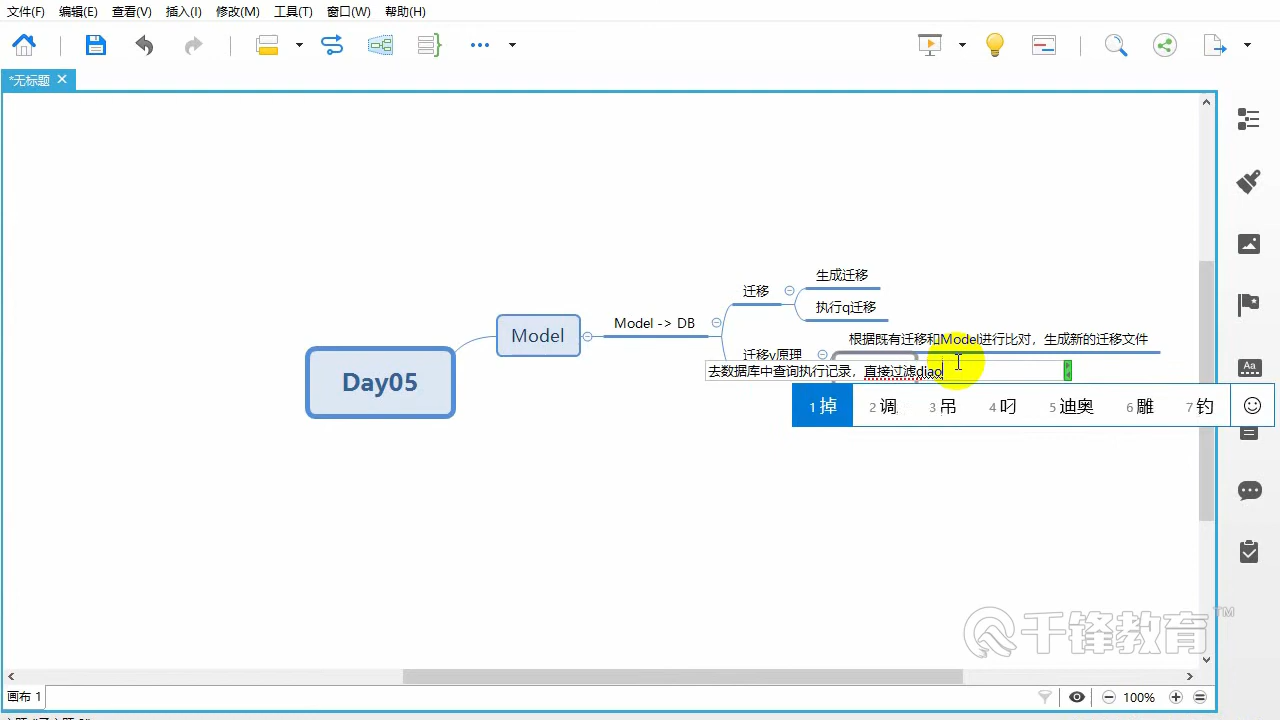 文件(F) 编辑(E) 查看(V) 插入(I) 修改(M) 工具(T) 窗口(W) 帮助(H)
*无标题
生成迁移
迁移
执行q迁移
Model -> DB
Model
根据既有迁移和Model进行比对，生成新的迁移文件
迁移y原理
去数据库中查询执行记录，直接过滤diao
Day05
1 掉 2 调 3 吊 4 叼 5 迪奥 6 雕 7 钓
Aa
千锋教育 TM
画布 1
100%